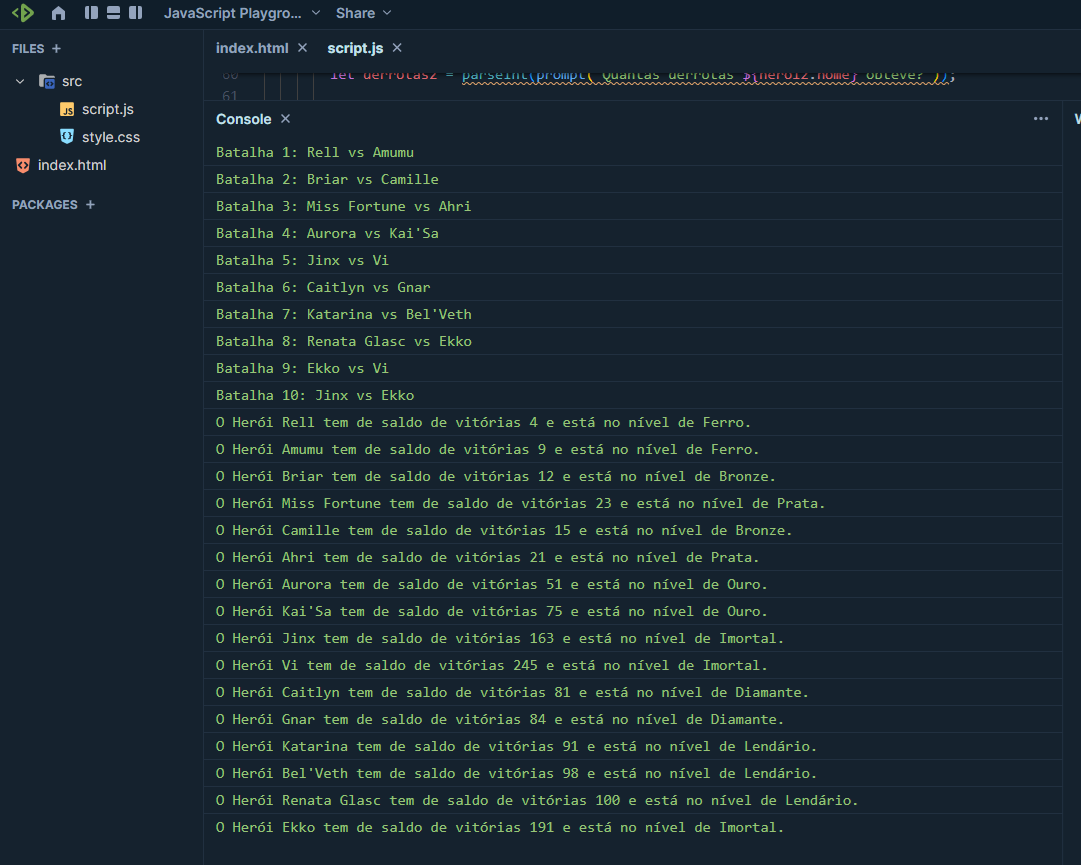 JavaScript Playgro... Share
FILES +
src
script.js
style.css
index.html
PACKAGES +
index.html × script.js ×
60 let derrotas2 = parseInt(prompt(`Quantas derrotas ${heroi2.nome} obteve?`));
61
Console ×
Batalha 1: Rell vs Amumu
Batalha 2: Briar vs Camille
Batalha 3: Miss Fortune vs Ahri
Batalha 4: Aurora vs Kai'Sa
Batalha 5: Jinx vs Vi
Batalha 6: Caitlyn vs Gnar
Batalha 7: Katarina vs Bel'Veth
Batalha 8: Renata Glasc vs Ekko
Batalha 9: Ekko vs Vi
Batalha 10: Jinx vs Ekko
O Herói Rell tem de saldo de vitórias 4 e está no nível de Ferro.
O Herói Amumu tem de saldo de vitórias 9 e está no nível de Ferro.
O Herói Briar tem de saldo de vitórias 12 e está no nível de Bronze.
O Herói Miss Fortune tem de saldo de vitórias 23 e está no nível de Prata.
O Herói Camille tem de saldo de vitórias 15 e está no nível de Bronze.
O Herói Ahri tem de saldo de vitórias 21 e está no nível de Prata.
O Herói Aurora tem de saldo de vitórias 51 e está no nível de Ouro.
O Herói Kai'Sa tem de saldo de vitórias 75 e está no nível de Ouro.
O Herói Jinx tem de saldo de vitórias 163 e está no nível de Imortal.
O Herói Vi tem de saldo de vitórias 245 e está no nível de Imortal.
O Herói Caitlyn tem de saldo de vitórias 81 e está no nível de Diamante.
O Herói Gnar tem de saldo de vitórias 84 e está no nível de Diamante.
O Herói Katarina tem de saldo de vitórias 91 e está no nível de Lendário.
O Herói Bel'Veth tem de saldo de vitórias 98 e está no nível de Lendário.
O Herói Renata Glasc tem de saldo de vitórias 100 e está no nível de Lendário.
O Herói Ekko tem de saldo de vitórias 191 e está no nível de Imortal.